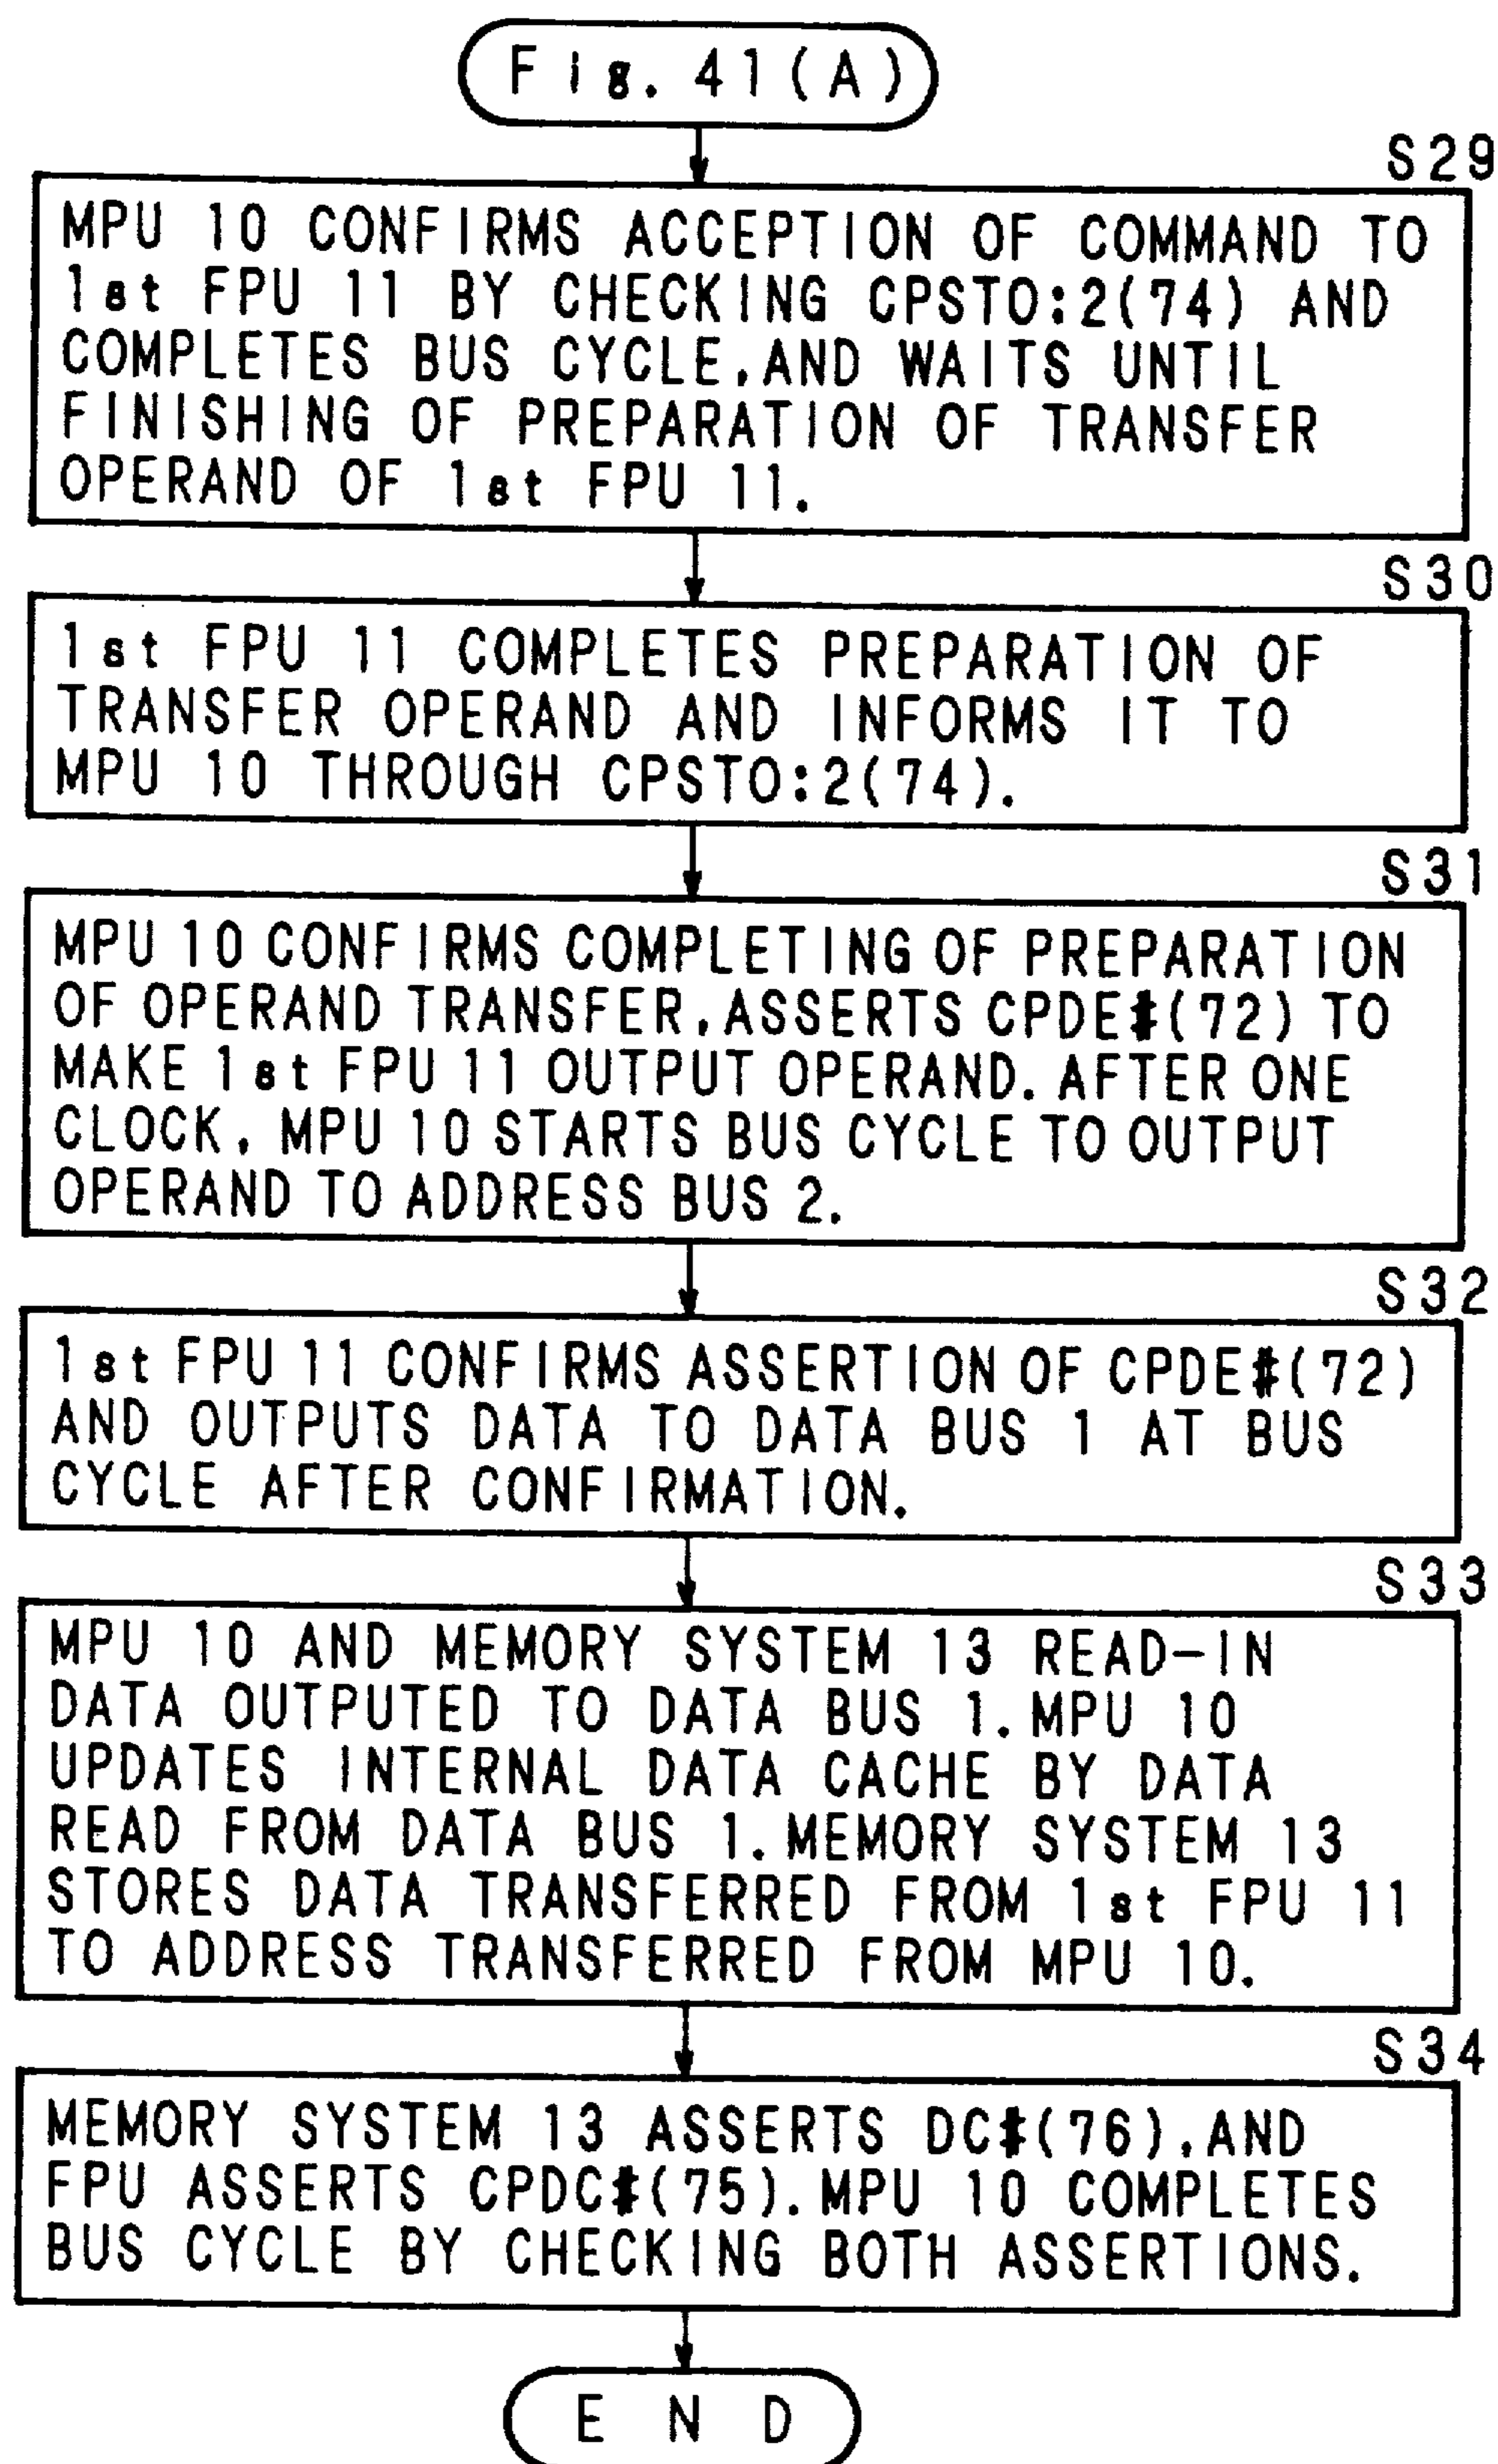 Fig. 41(A)
S29
MPU 10 CONFIRMS ACCEPTION OF COMMAND TO
1st FPU 11 BY CHECKING CPSTO:2(74) AND
COMPLETES BUS CYCLE, AND WAITS UNTIL
FINISHING OF PREPARATION OF TRANSFER
OPERAND OF 1st FPU 11.
S30
1st FPU 11 COMPLETES PREPARATION OF
TRANSFER OPERAND AND INFORMS IT TO
MPU 10 THROUGH CPSTO:2(74).
S31
MPU 10 CONFIRMS COMPLETING OF PREPARATION
OF OPERAND TRANSFER, ASSERTS CPDE#(72) TO
MAKE 1st FPU 11 OUTPUT OPERAND. AFTER ONE
CLOCK, MPU 10 STARTS BUS CYCLE TO OUTPUT
OPERAND TO ADDRESS BUS 2.
S32
1st FPU 11 CONFIRMS ASSERTION OF CPDE#(72)
AND OUTPUTS DATA TO DATA BUS 1 AT BUS
CYCLE AFTER CONFIRMATION.
S33
MPU 10 AND MEMORY SYSTEM 13 READ-IN
DATA OUTPUTED TO DATA BUS 1. MPU 10
UPDATES INTERNAL DATA CACHE BY DATA
READ FROM DATA BUS 1. MEMORY SYSTEM 13
STORES DATA TRANSFERRED FROM 1st FPU 11
TO ADDRESS TRANSFERRED FROM MPU 10.
S34
MEMORY SYSTEM 13 ASSERTS DC#(76), AND
FPU ASSERTS CPDC#(75). MPU 10 COMPLETES
BUS CYCLE BY CHECKING BOTH ASSERTIONS.
END